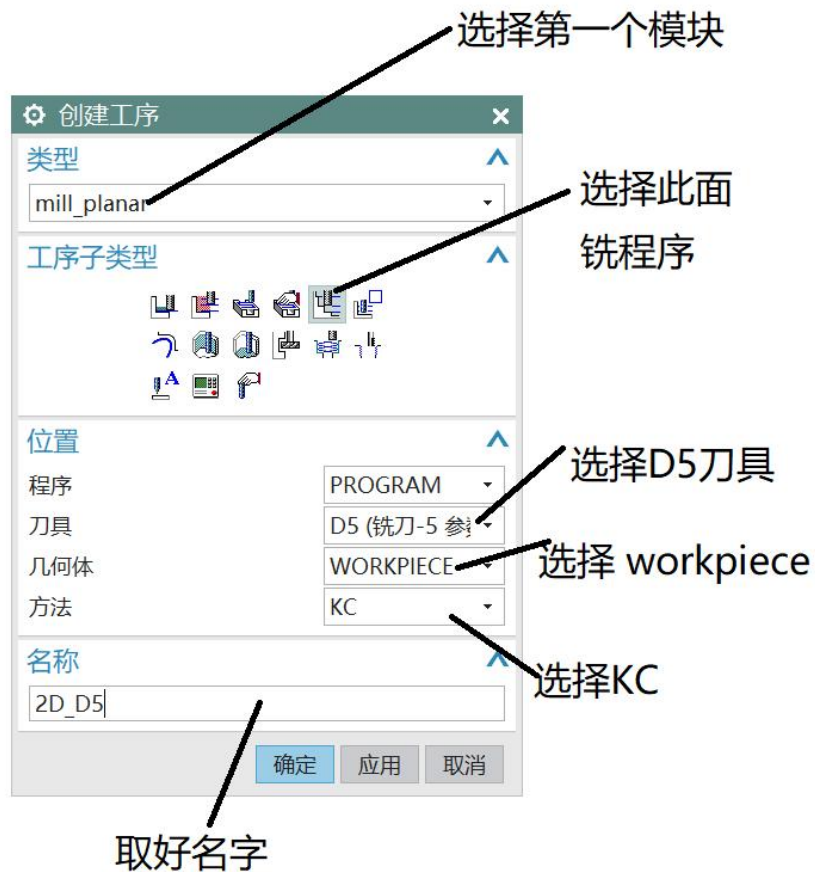 选择第一个模块
创建工序
类型
mill_planar
选择此面
铣程序
工序子类型
A
位置
程序
PROGRAM
选择D5刀具
刀具
D5 (铣刀-5 参
几何体
WORKPIECE
选择 workpiece
方法
KC
选择KC
名称
2D_D5
确定
应用
取消
取好名字